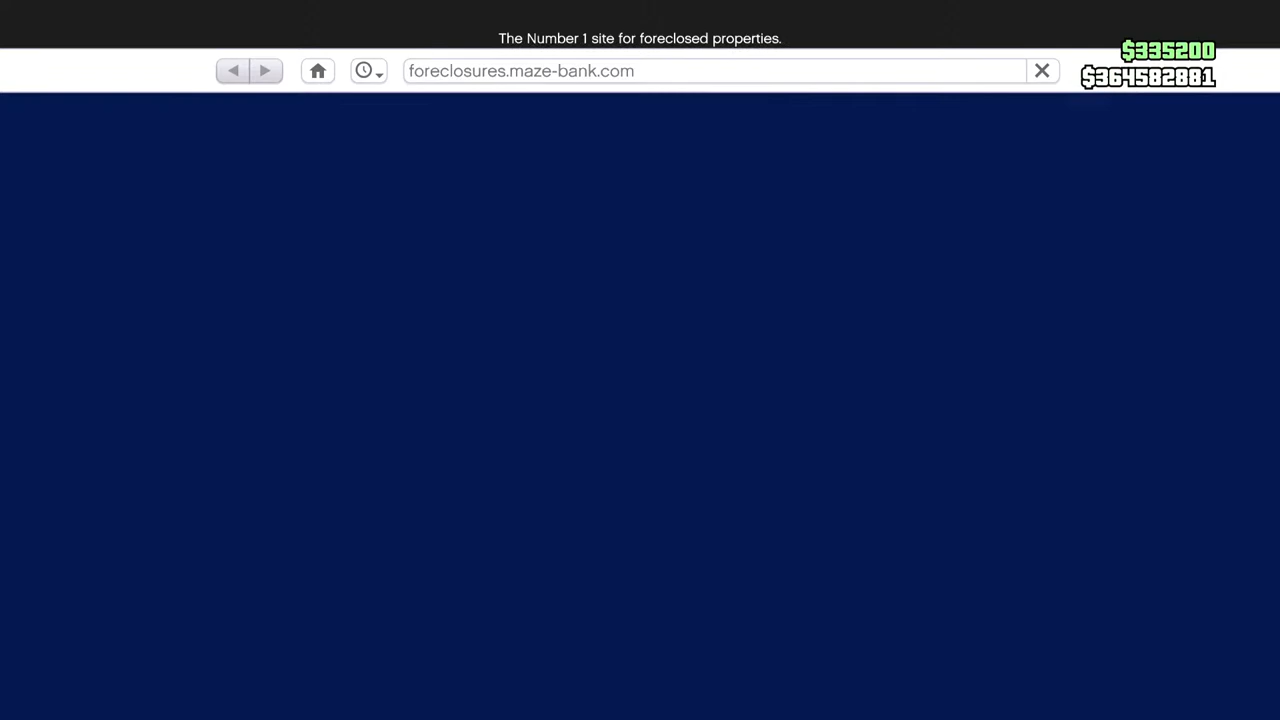 The Number 1 site for foreclosed properties.
$335200
foreclosures.maze-bank.com
$364582881